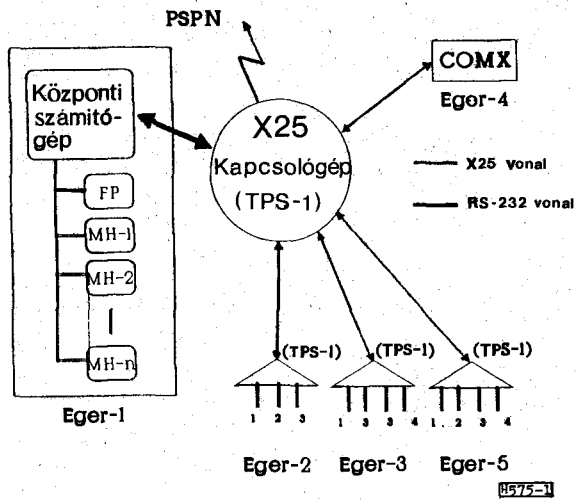 PSPN
COMX
Eger-4
Központi
számitó-
gép
FP
MH-1
MH-2
MH-n
Eger-1
X25
Kapcsológép
(TPS-1)
X25 vonal
RS-232 vonal
(TPS-1)
1 2 3
Eger-2
(TPS-1)
1 3 3 4
Eger-3
(TPS-1)
1 2 3 4
Eger-5
H575-1